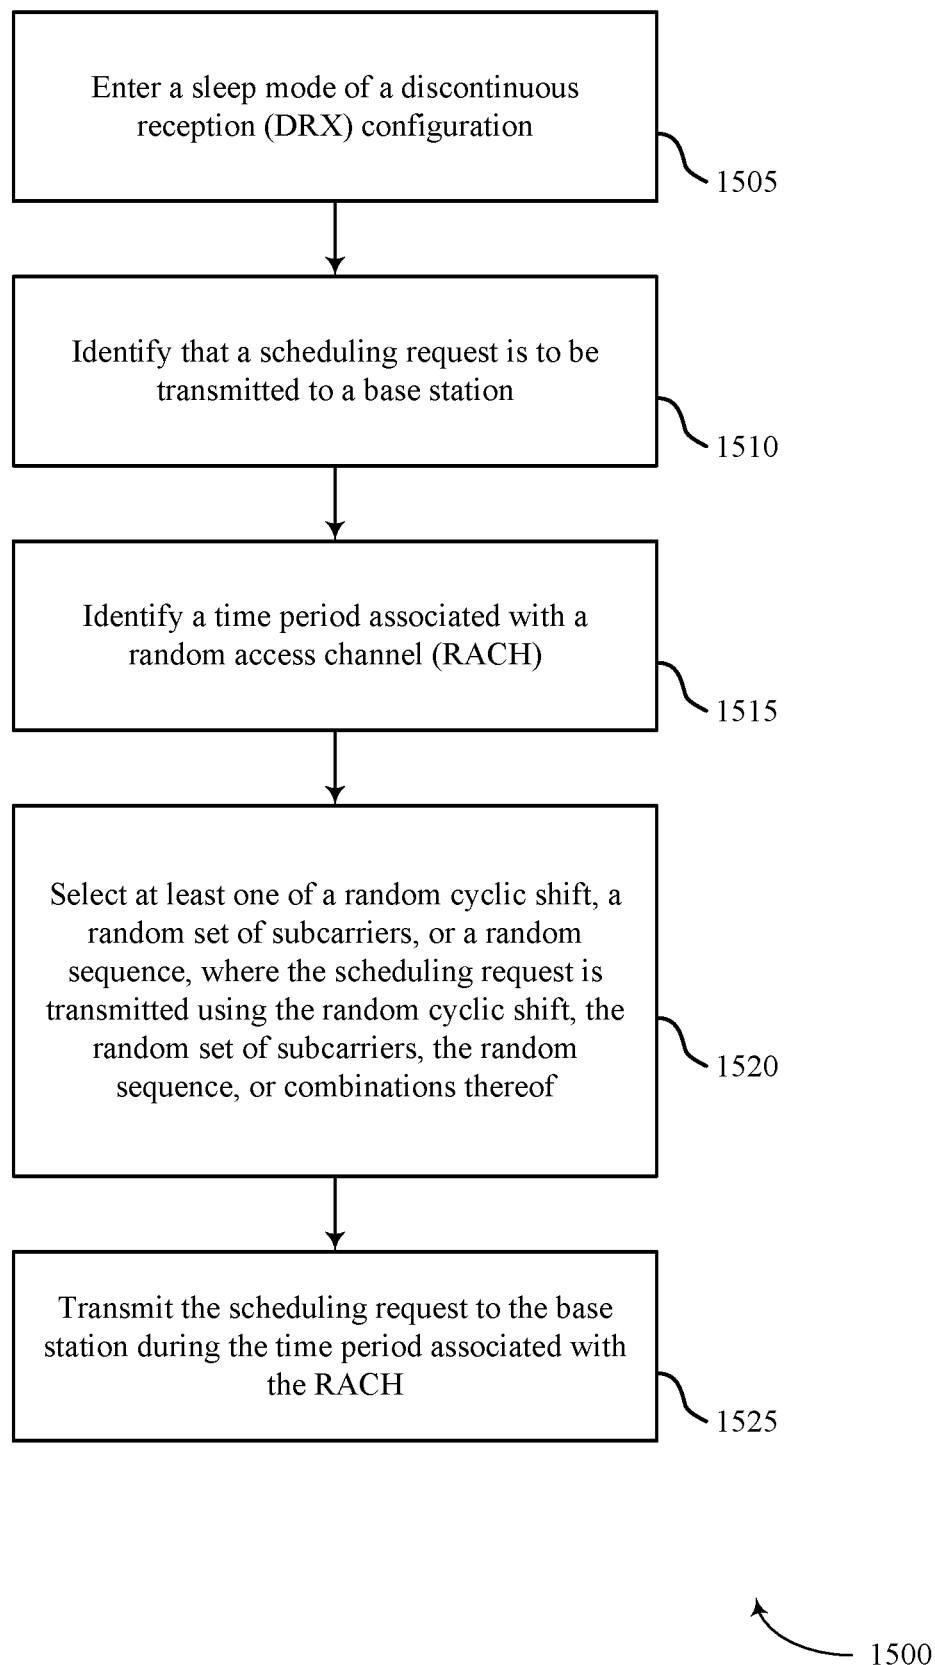 Enter a sleep mode of a discontinuous
reception (DRX) configuration
1505
Identify that a scheduling request is to be
transmitted to a base station
1510
Identify a time period associated with a
random access channel (RACH)
1515
Select at least one of a random cyclic shift, a
random set of subcarriers, or a random
sequence, where the scheduling request is
transmitted using the random cyclic shift, the
random set of subcarriers, the random
sequence, or combinations thereof
1520
Transmit the scheduling request to the base
station during the time period associated with
the RACH
1525
1500